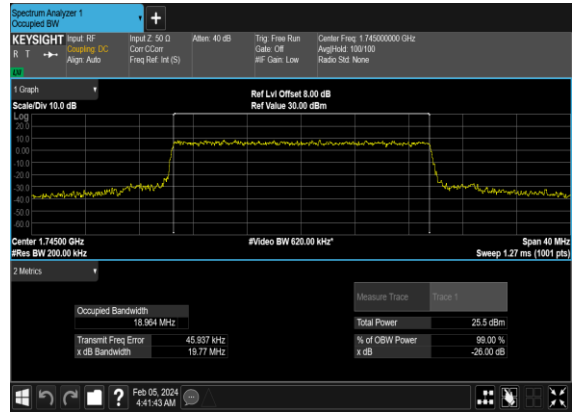 Spectrum Analyzer 1
Occupied BW
+
KEYSIGHT Input: RF Input Z: 50 Ω Atten: 40 dB Trig: Free Run Center Freq: 1.745000000 GHz
R T Coupling: DC Corr CCorr Gate: Off Avg|Hold: 100/100
Align: Auto Freq Ref: Int (S) #IF Gain: Low Radio Std: None
1 Graph
Scale/Div 10.0 dB Ref Lvl Offset 8.00 dB
Ref Value 30.00 dBm
Log
20.0
10.0
0.00
-10.0
-20.0
-30.0
-40.0
-50.0
-60.0
Center 1.74500 GHz #Video BW 620.00 kHz* Span 40 MHz
#Res BW 200.00 kHz Sweep 1.27 ms (1001 pts)
2 Metrics
Measure Trace Trace 1
Occupied Bandwidth
18.964 MHz Total Power 25.5 dBm
Transmit Freq Error 45.937 kHz % of OBW Power 99.00 %
x dB Bandwidth 19.77 MHz x dB -26.00 dB
? Feb 05, 2024
4:41:43 AM